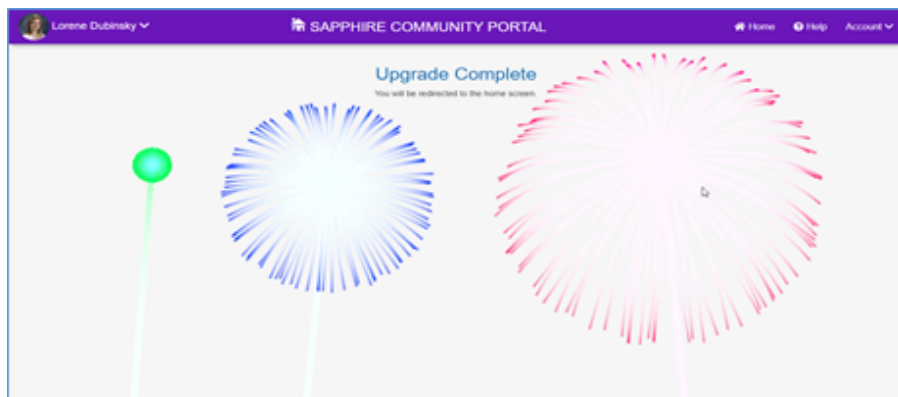 Lorene Dubinsky
SAPPHIRE COMMUNITY PORTAL
Home
Help
Account
Upgrade Complete
You will be redirected to the home screen.